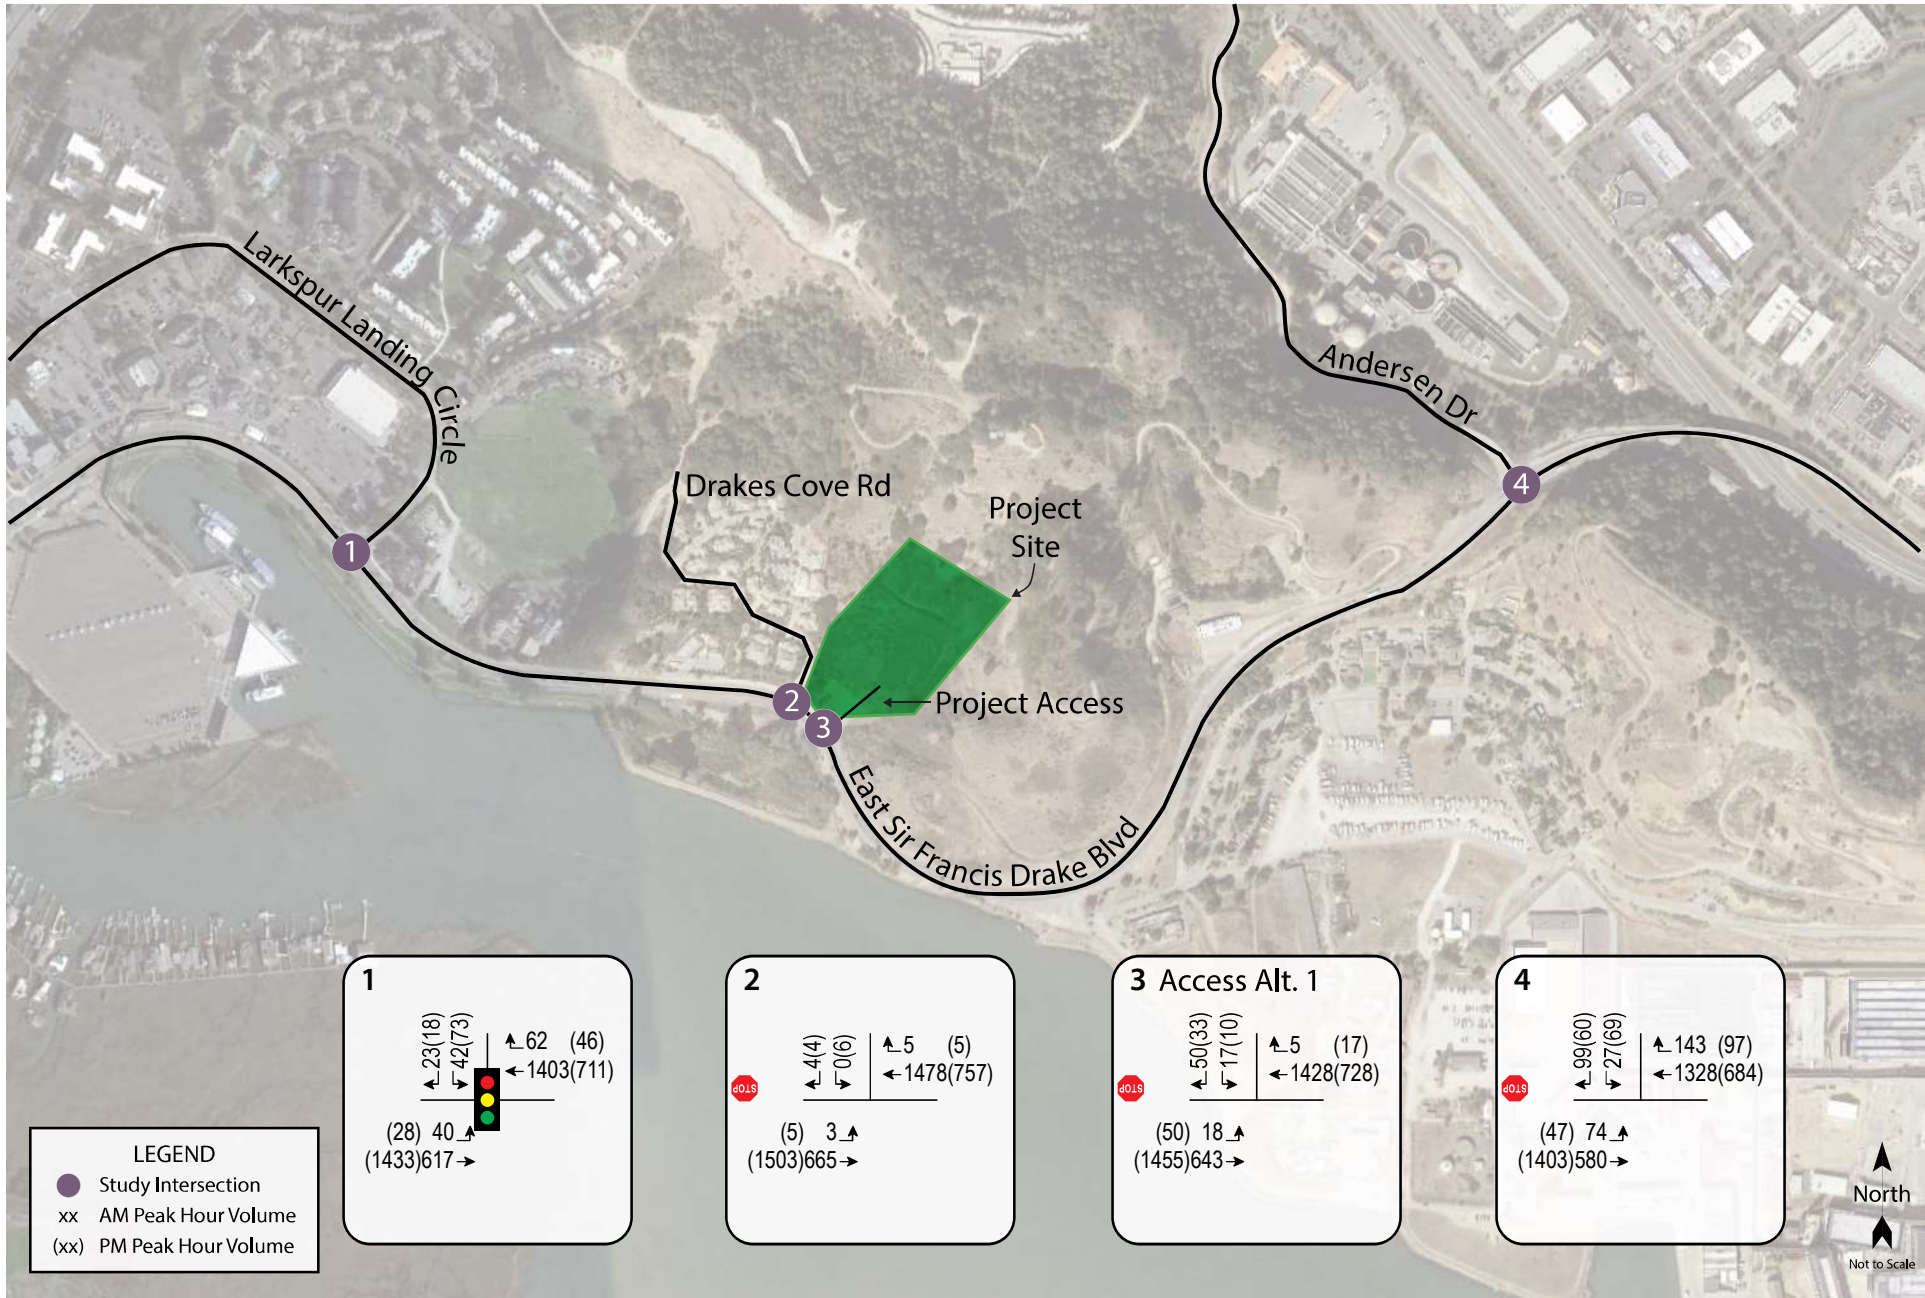 Larkspur Landing Circle
Andersen Dr
Drakes Cove Rd
Project
Site
Project Access
East Sir Francis Drake Blvd
1
2
3
4
1
23(18)
42(73)
62 (46)
1403(711)
(28) 40
(1433)617
2
STOP
4(4)
0(6)
5 (5)
1478(757)
(5) 3
(1503)665
3 Access Alt. 1
STOP
50(33)
17(10)
5 (17)
1428(728)
(50) 18
(1455)643
4
STOP
99(60)
27(69)
143 (97)
1328(684)
(47) 74
(1403)580
LEGEND
Study Intersection
xx AM Peak Hour Volume
(xx) PM Peak Hour Volume
North
Not to Scale